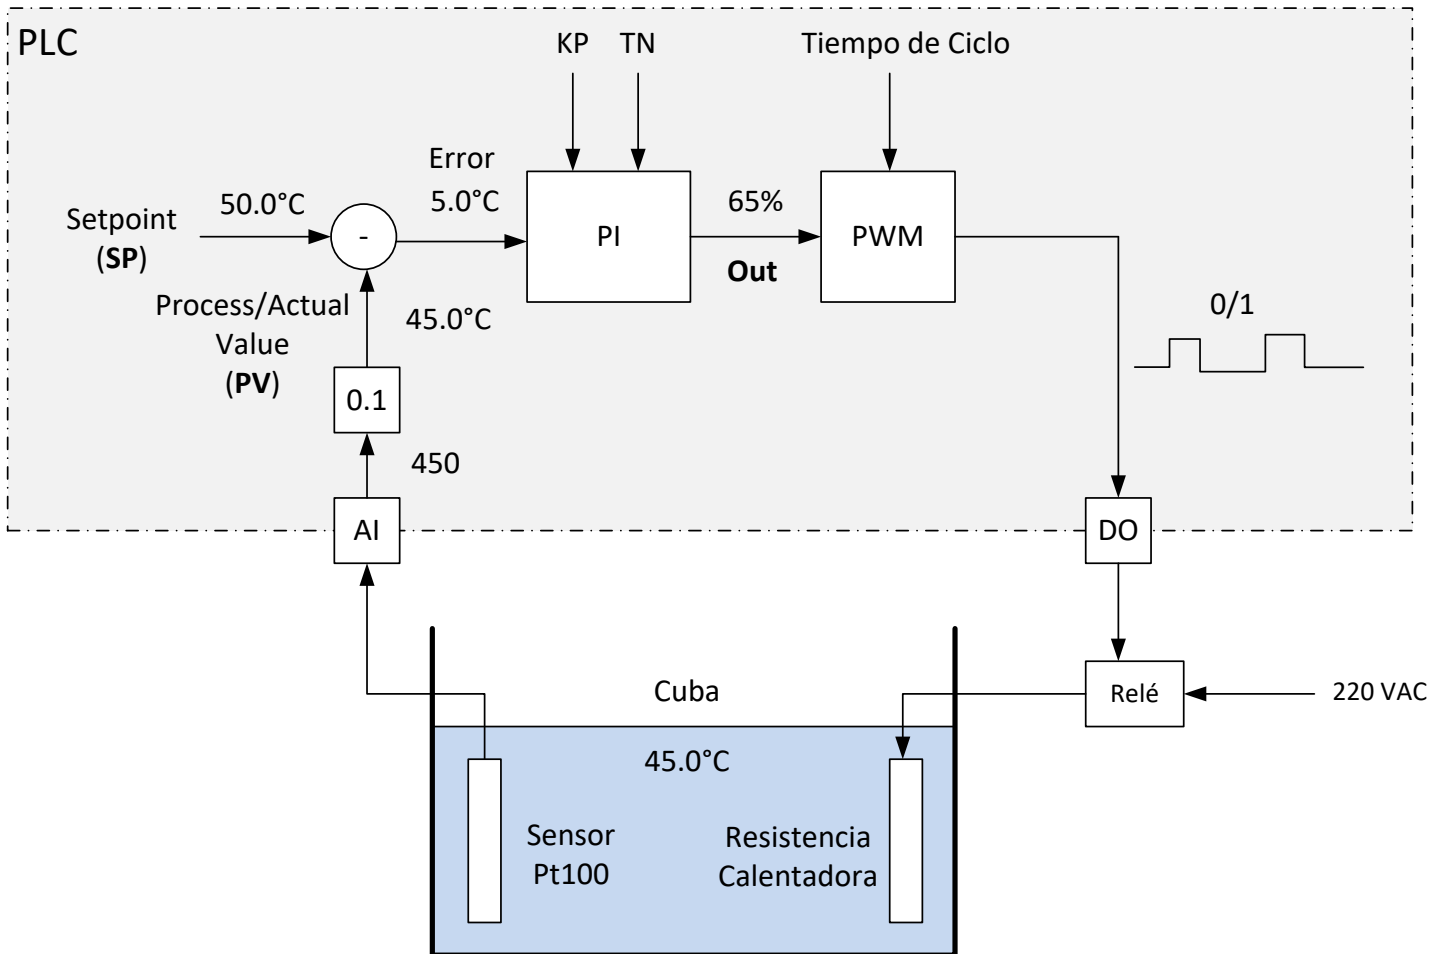 PLC
KP
TN
Tiempo de Ciclo
Error
5.0°C
50.0°C
Setpoint
(SP)
-
PI
65%
Out
PWM
Process/Actual
Value
(PV)
45.0°C
0/1
0.1
450
AI
DO
Cuba
Relé
220 VAC
45.0°C
Sensor
Pt100
Resistencia
Calentadora